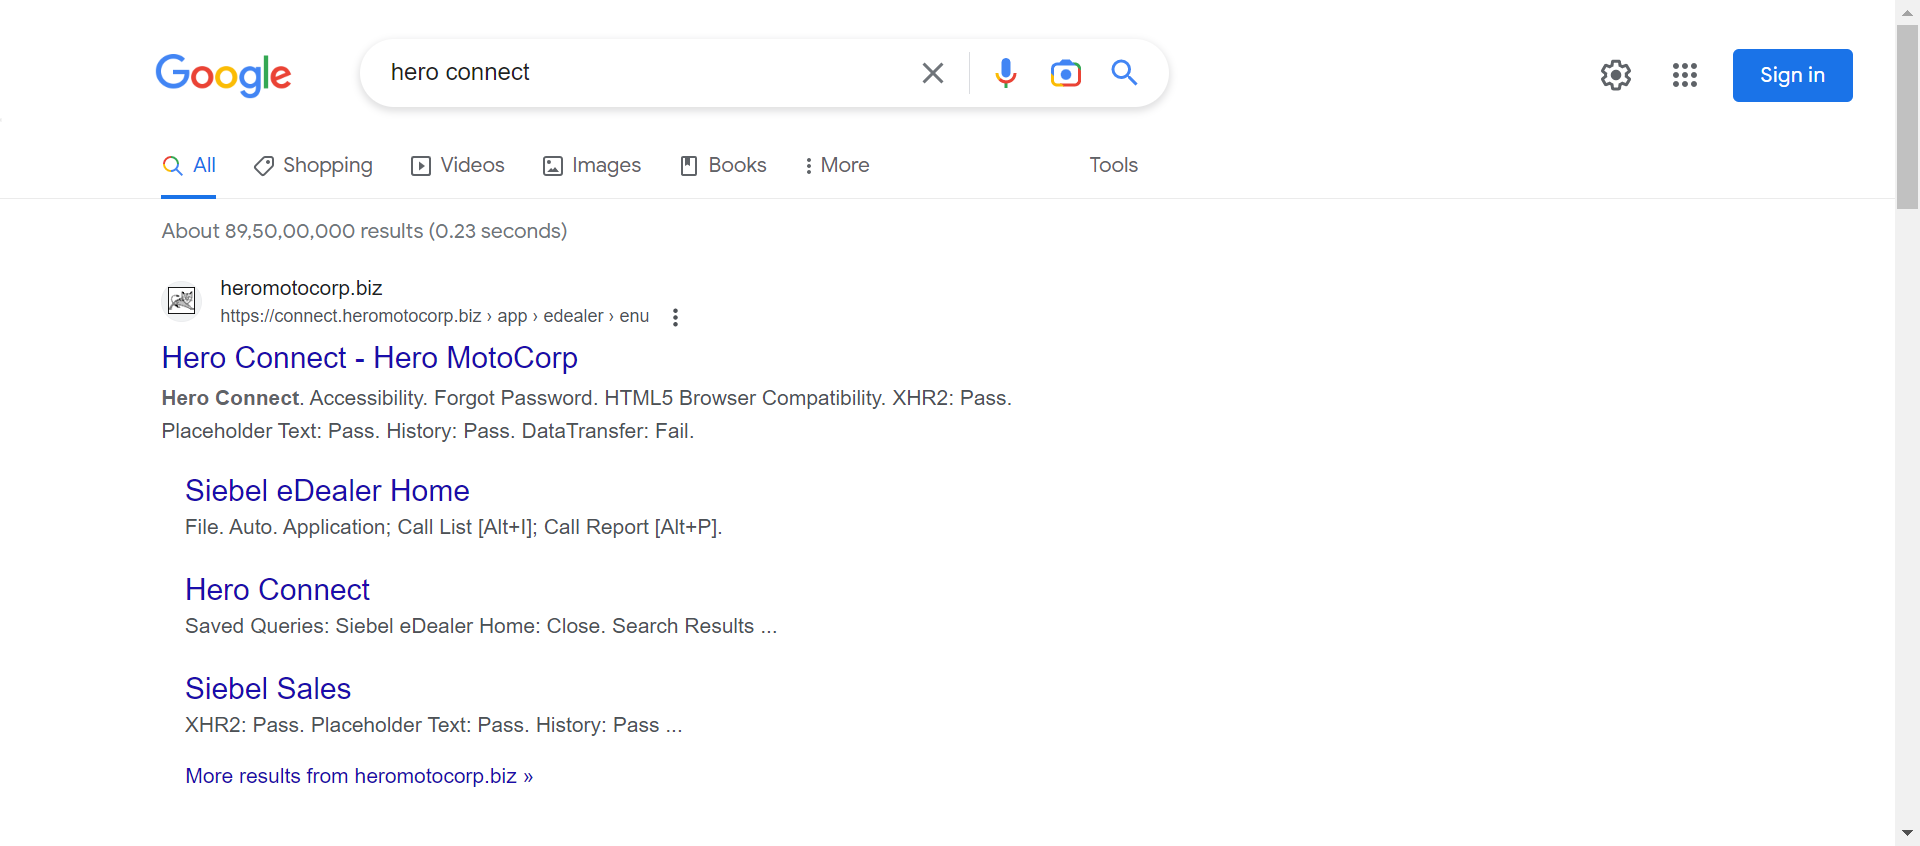 Google
hero connect
Sign in
All Shopping Videos Images Books More Tools
About 89,50,00,000 results (0.23 seconds)
heromotocorp.biz
https://connect.heromotocorp.biz › app › edealer › enu
Hero Connect - Hero MotoCorp
Hero Connect. Accessibility. Forgot Password. HTML5 Browser Compatibility. XHR2: Pass.
Placeholder Text: Pass. History: Pass. DataTransfer: Fail.
Siebel eDealer Home
File. Auto. Application; Call List [Alt+I]; Call Report [Alt+P].
Hero Connect
Saved Queries: Siebel eDealer Home: Close. Search Results ...
Siebel Sales
XHR2: Pass. Placeholder Text: Pass. History: Pass ...
More results from heromotocorp.biz »